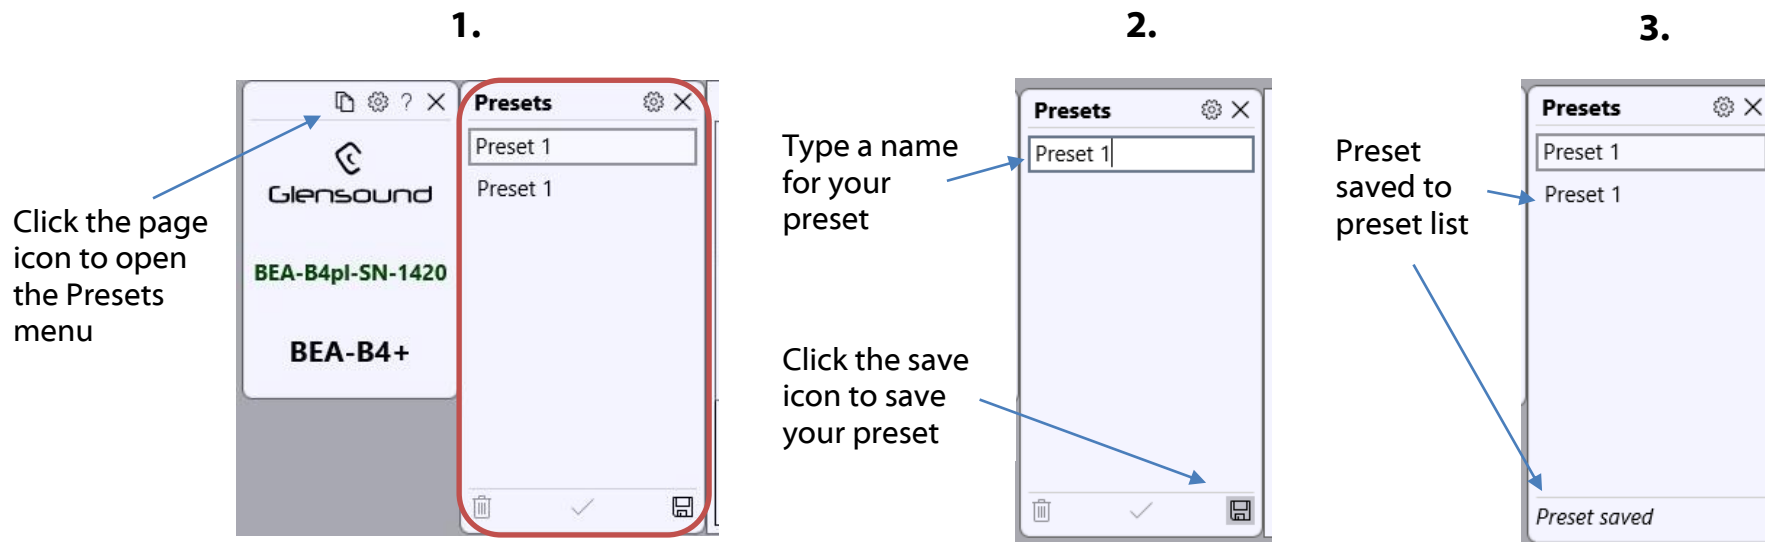 1.
Click the page
icon to open
the Presets
menu
?
Glensound
BEA-B4pl-SN-1420
BEA-B4+
Presets
Preset 1
Preset 1
2.
Type a name
for your
preset
Click the save
icon to save
your preset
Presets
Preset 1
3.
Preset
saved to
preset list
Presets
Preset 1
Preset 1
Preset saved